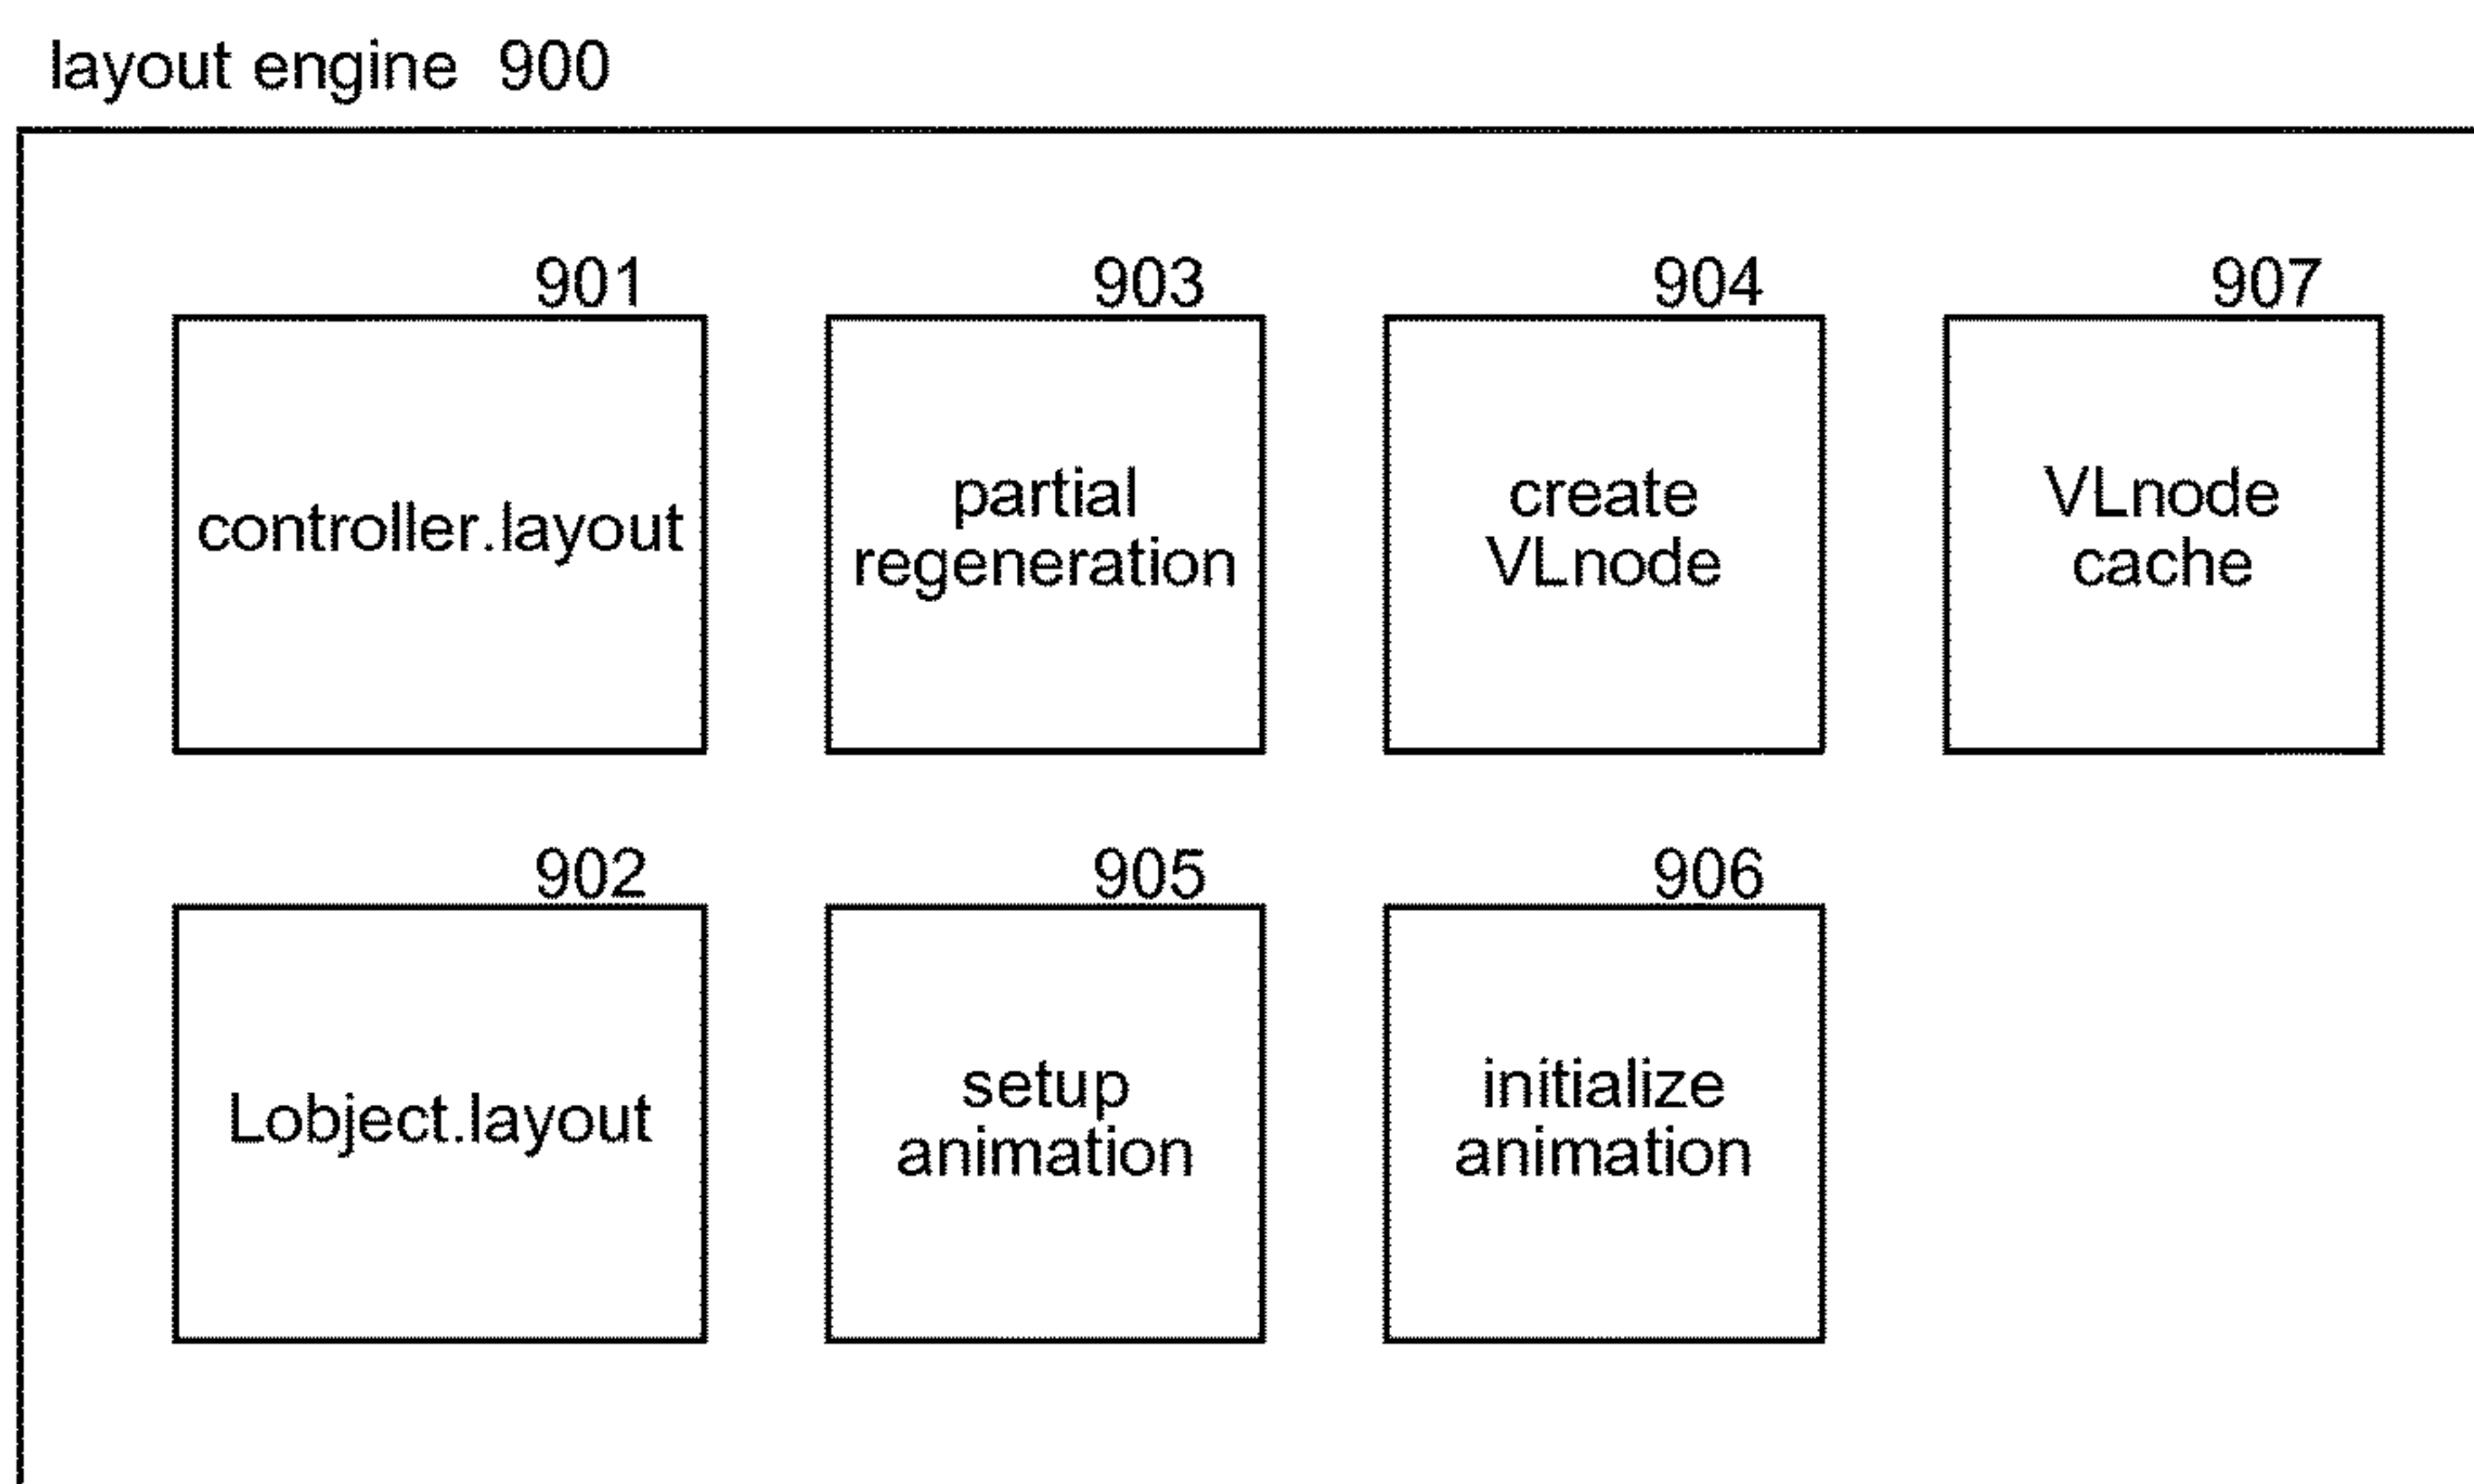 layout engine 900
901
controller.layout
903
partial
regeneration
904
create
VLnode
907
VLnode
cache
902
Lobject.layout
905
setup
animation
906
initialize
animation